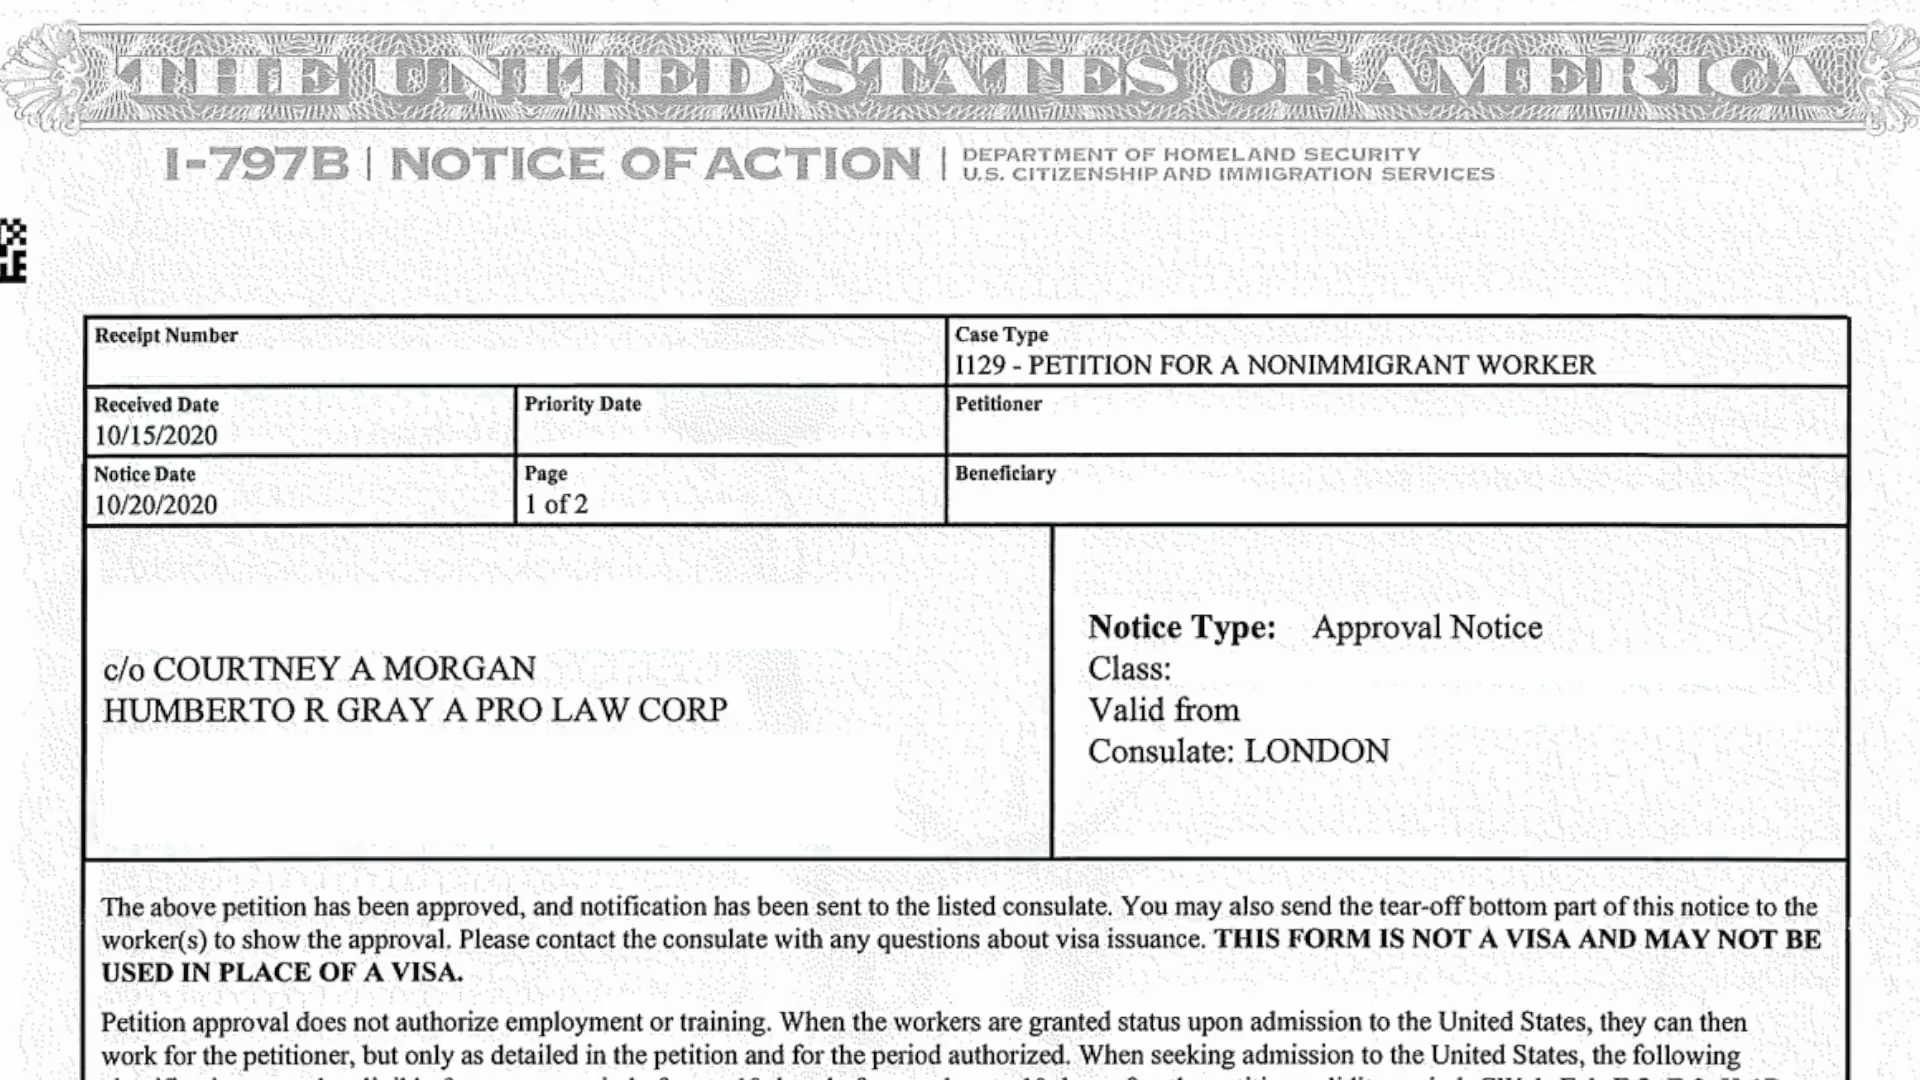 THE UNITED STATES OF AMERICA
I-797B | NOTICE OF ACTION | DEPARTMENT OF HOMELAND SECURITY
U.S. CITIZENSHIP AND IMMIGRATION SERVICES
Receipt Number
Case Type
I129 - PETITION FOR A NONIMMIGRANT WORKER
Received Date
10/15/2020
Priority Date
Petitioner
Notice Date
10/20/2020
Page
1 of 2
Beneficiary
c/o COURTNEY A MORGAN
HUMBERTO R GRAY A PRO LAW CORP
Notice Type: Approval Notice
Class:
Valid from
Consulate: LONDON
The above petition has been approved, and notification has been sent to the listed consulate. You may also send the tear-off bottom part of this notice to the
worker(s) to show the approval. Please contact the consulate with any questions about visa issuance. THIS FORM IS NOT A VISA AND MAY NOT BE
USED IN PLACE OF A VISA.
Petition approval does not authorize employment or training. When the workers are granted status upon admission to the United States, they can then
work for the petitioner, but only as detailed in the petition and for the period authorized. When seeking admission to the United States, the following